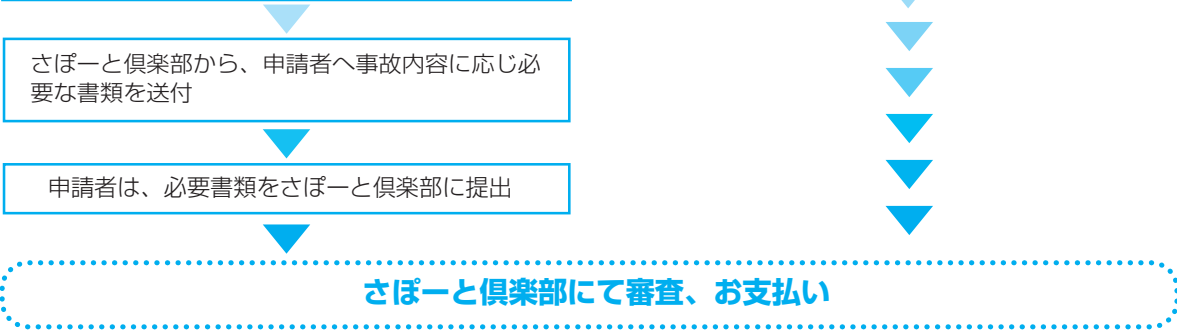 さぽーと倶楽部から、申請者へ事故内容に応じ必
要な書類を送付
申請者は、必要書類をさぽーと倶楽部に提出
さぽーと倶楽部にて審査、お支払い